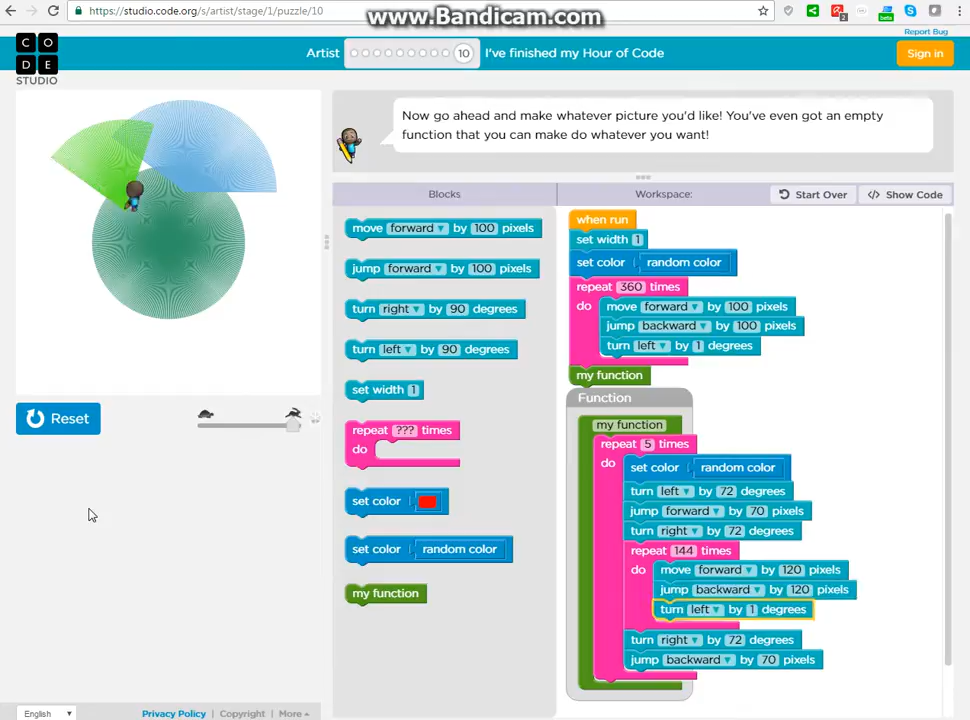 www.Bandicam.com
https://studio.code.org/s/artist/stage/1/puzzle/10
2
beta
Report Bug
C O
D E
STUDIO
Artist
10
I've finished my Hour of Code
Sign in
Now go ahead and make whatever picture you'd like! You've even got an empty
function that you can make do whatever you want!
Blocks
Workspace:
Start Over
</> Show Code
move forward by 100 pixels
jump forward by 100 pixels
turn right by 90 degrees
turn left by 90 degrees
set width 1
repeat ??? times
do
set color
set color random color
my function
when run
set width 1
set color random color
repeat 360 times
do move forward by 100 pixels
jump backward by 100 pixels
turn left by 1 degrees
my function
Function
my function
repeat 5 times
do set color random color
turn left by 72 degrees
jump forward by 70 pixels
turn right by 72 degrees
repeat 144 times
do move forward by 120 pixels
jump backward by 120 pixels
turn left by 1 degrees
turn right by 72 degrees
jump backward by 70 pixels
Reset
English
Privacy Policy | Copyright | More